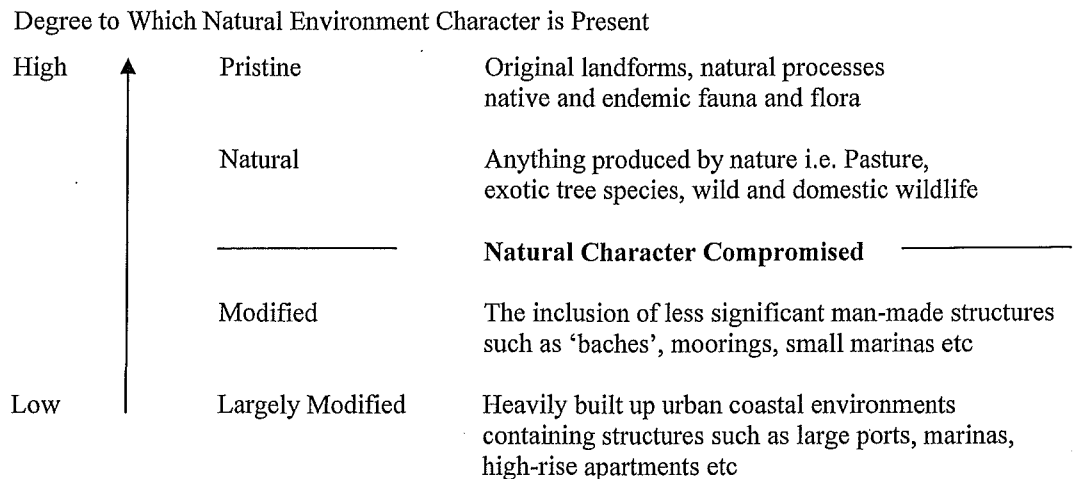 Degree to Which Natural Environment Character is Present
High Pristine Original landforms, natural processes
native and endemic fauna and flora
Natural Anything produced by nature i.e. Pasture,
exotic tree species, wild and domestic wildlife
Natural Character Compromised
Modified The inclusion of less significant man-made structures
such as ‘baches’, moorings, small marinas etc
Low Largely Modified Heavily built up urban coastal environments
containing structures such as large ports, marinas,
high-rise apartments etc